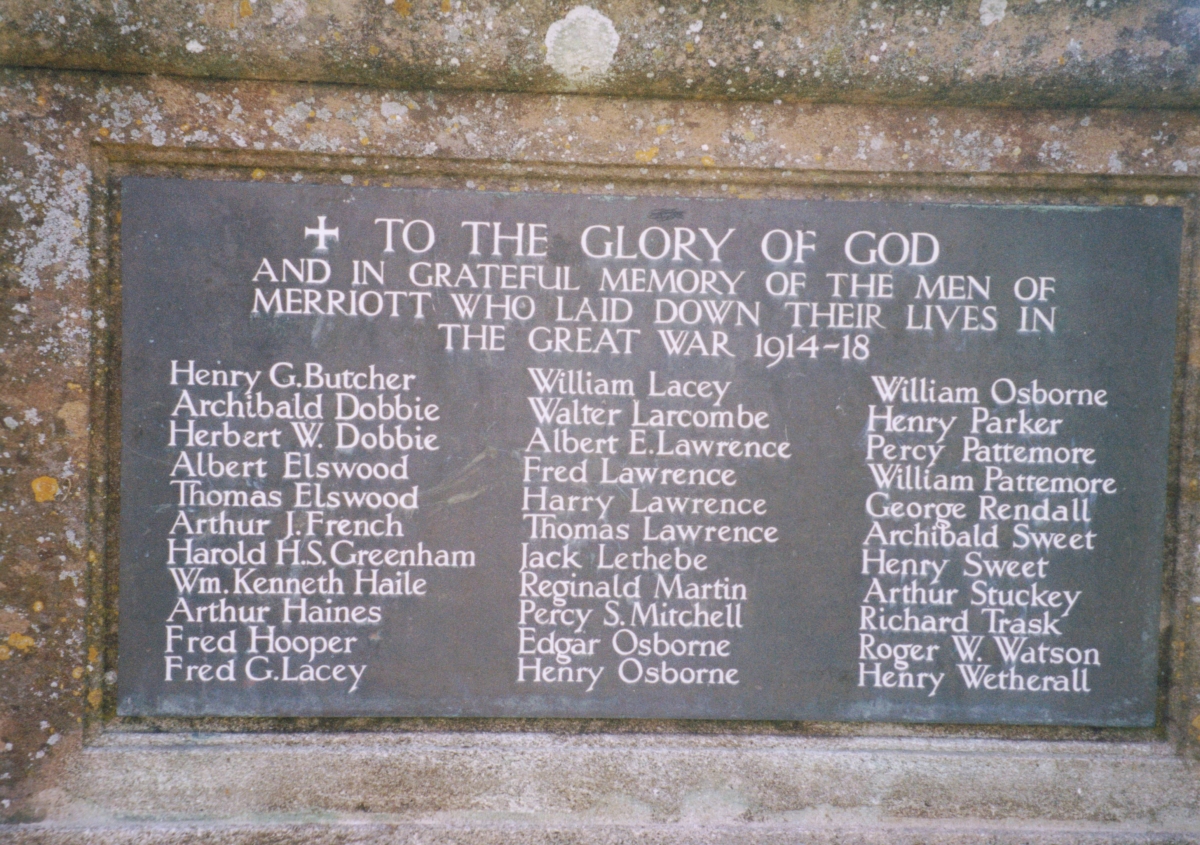 ✠ TO THE GLORY OF GOD
AND IN GRATEFUL MEMORY OF THE MEN OF
MERRIOTT WHO LAID DOWN THEIR LIVES IN
THE GREAT WAR 1914-18
Henry G. Butcher
Archibald Dobbie
Herbert W. Dobbie
Albert Elswood
Thomas Elswood
Arthur J. French
Harold H.S. Greenham
Wm. Kenneth Haile
Arthur Haines
Fred Hooper
Fred G. Lacey
William Lacey
Walter Larcombe
Albert E. Lawrence
Fred Lawrence
Harry Lawrence
Thomas Lawrence
Jack Lethebe
Reginald Martin
Percy S. Mitchell
Edgar Osborne
Henry Osborne
William Osborne
Henry Parker
Percy Pattemore
William Pattemore
George Rendall
Archibald Sweet
Henry Sweet
Arthur Stuckey
Richard Trask
Roger W. Watson
Henry Wetherall